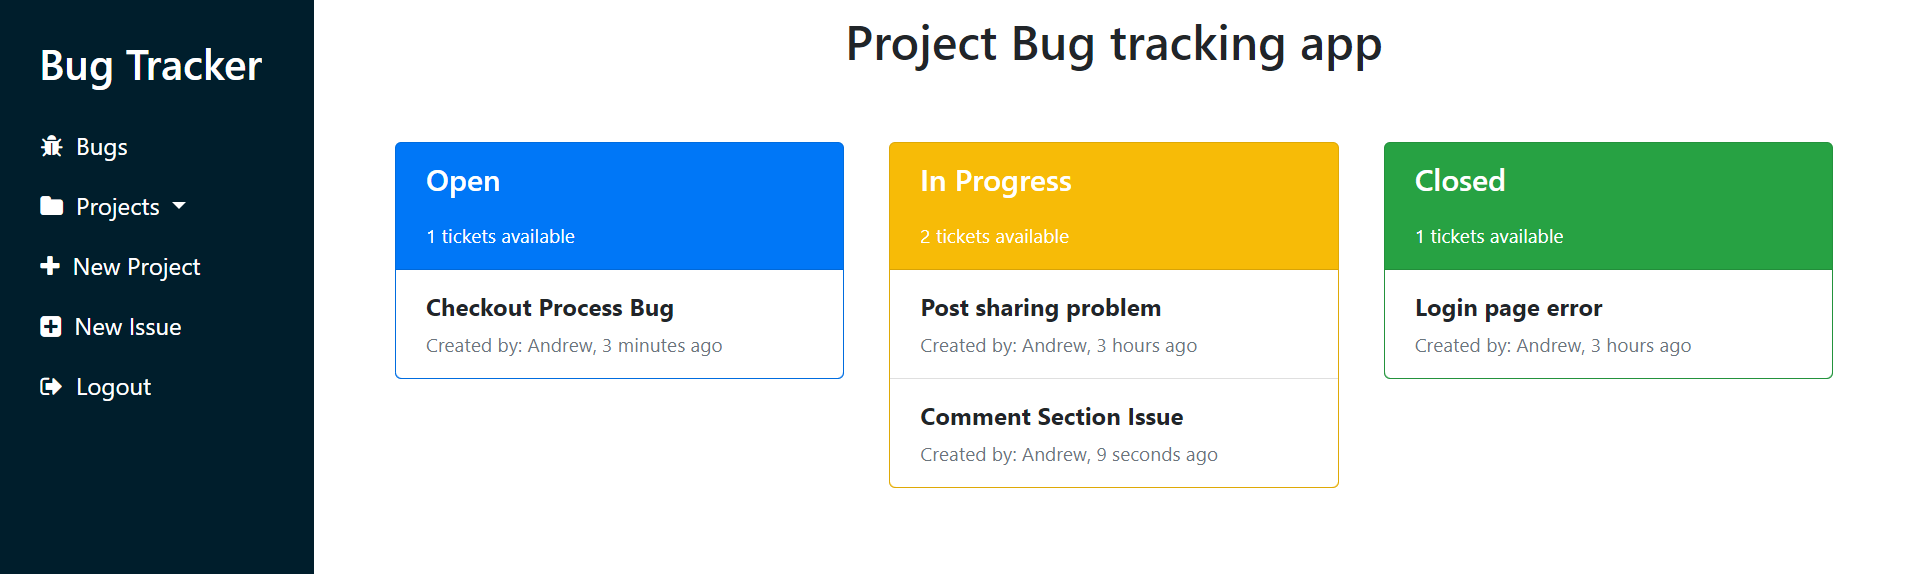 Bug Tracker
Bugs
Projects
New Project
New Issue
Logout
Project Bug tracking app
Open
1 tickets available
Checkout Process Bug
Created by: Andrew, 3 minutes ago
In Progress
2 tickets available
Post sharing problem
Created by: Andrew, 3 hours ago
Comment Section Issue
Created by: Andrew, 9 seconds ago
Closed
1 tickets available
Login page error
Created by: Andrew, 3 hours ago